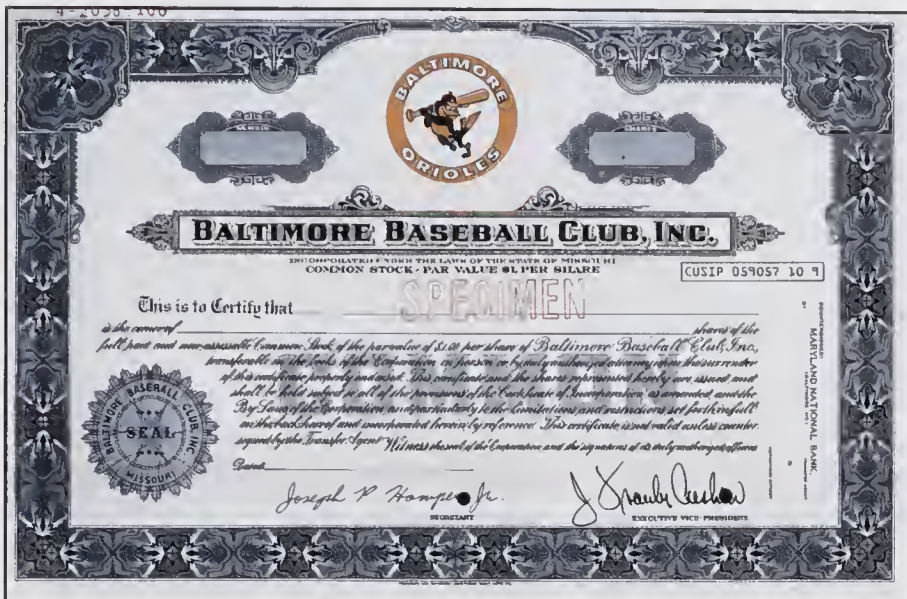 4-2038-100
BALTIMORE
ORIOLES
NUMBER
SHARES
BALTIMORE BASEBALL CLUB, INC.
INCORPORATED UNDER THE LAWS OF THE STATE OF MISSOURI
COMMON STOCK - PAR VALUE $1. PER SHARE
CUSIP 059057 10 9
SPECIMEN
This is to Certify that
is the owner of shares of the
full paid and non-assessable Common Stock of the par value of $1.00 per share of Baltimore Baseball Club, Inc.,
transferable on the books of the Corporation in person or by duly authorized attorney upon the surrender
of this certificate properly endorsed. This certificate and the shares represented hereby are issued and
shall be held subject to all of the provisions of the Certificate of Incorporation, as amended, and the
By-Laws of the Corporation and particularly to the limitations and restrictions set forth in full
on the back hereof and incorporated herein by reference. This certificate is not valid unless counter-
signed by the Transfer Agent. Witness the seal of the Corporation and the signatures of its duly authorized officers.
Dated
BALTIMORE BASEBALL CLUB, INC.
SEAL
MISSOURI
Joseph P. Hamper Jr.
SECRETARY
EXECUTIVE VICE PRESIDENT
COUNTERSIGNED:
MARYLAND NATIONAL BANK
BY